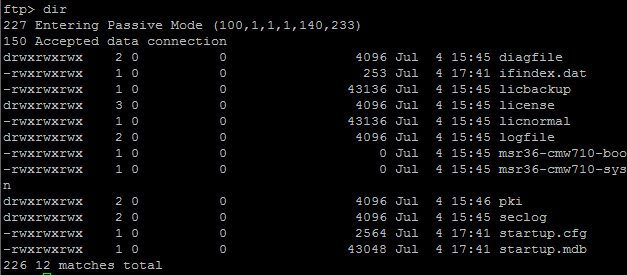 ftp> dir
227 Entering Passive Mode (100,1,1,1,140,233)
150 Accepted data connection
drwxrwxrwx    2 0          0                4096 Jul  4 15:45 diagfile
-rwxrwxrwx    1 0          0                 253 Jul  4 17:41 ifindex.dat
-rwxrwxrwx    1 0          0               43136 Jul  4 15:45 licbackup
drwxrwxrwx    3 0          0                4096 Jul  4 15:45 license
-rwxrwxrwx    1 0          0               43136 Jul  4 15:45 licnormal
drwxrwxrwx    2 0          0                4096 Jul  4 15:45 logfile
-rwxrwxrwx    1 0          0                   0 Jul  4 15:45 msr36-cmw710-boo
-rwxrwxrwx    1 0          0                   0 Jul  4 15:45 msr36-cmw710-sys
n
drwxrwxrwx    2 0          0                4096 Jul  4 15:46 pki
drwxrwxrwx    2 0          0                4096 Jul  4 15:45 seclog
-rwxrwxrwx    1 0          0                2564 Jul  4 17:41 startup.cfg
-rwxrwxrwx    1 0          0               43048 Jul  4 17:41 startup.mdb
226 12 matches total